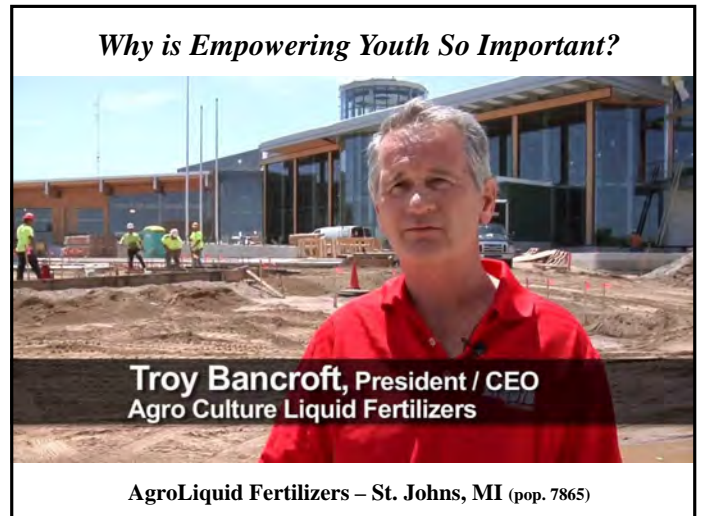 Why is Empowering Youth So Important?
Troy Bancroft, President / CEO
Agro Culture Liquid Fertilizers
AgroLiquid Fertilizers – St. Johns, MI (pop. 7865)